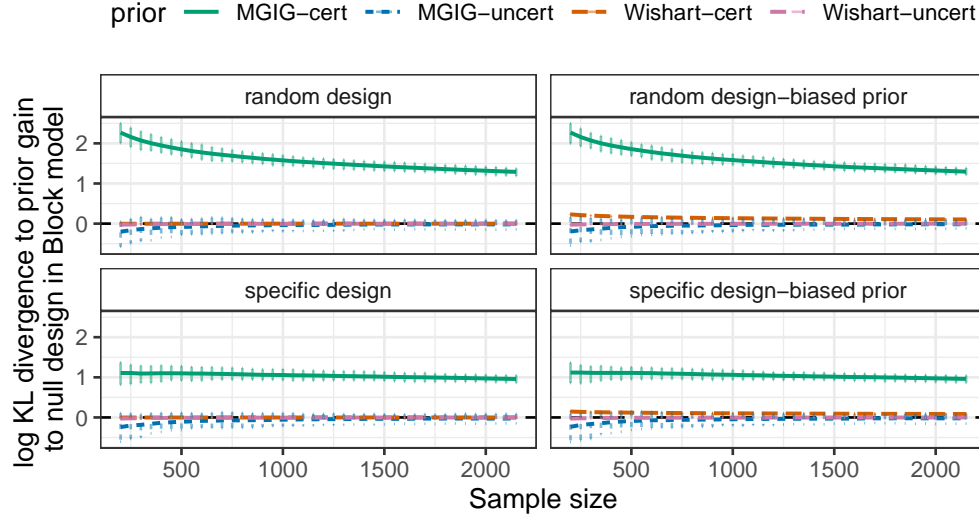 prior MGIG−cert MGIG−uncert Wishart−cert Wishart−uncert
log KL divergence to prior gain
to null design in Block model
random design
random design−biased prior
2
1
0
specific design
specific design−biased prior
2
1
0
500 1000 1500 2000
500 1000 1500 2000
Sample size